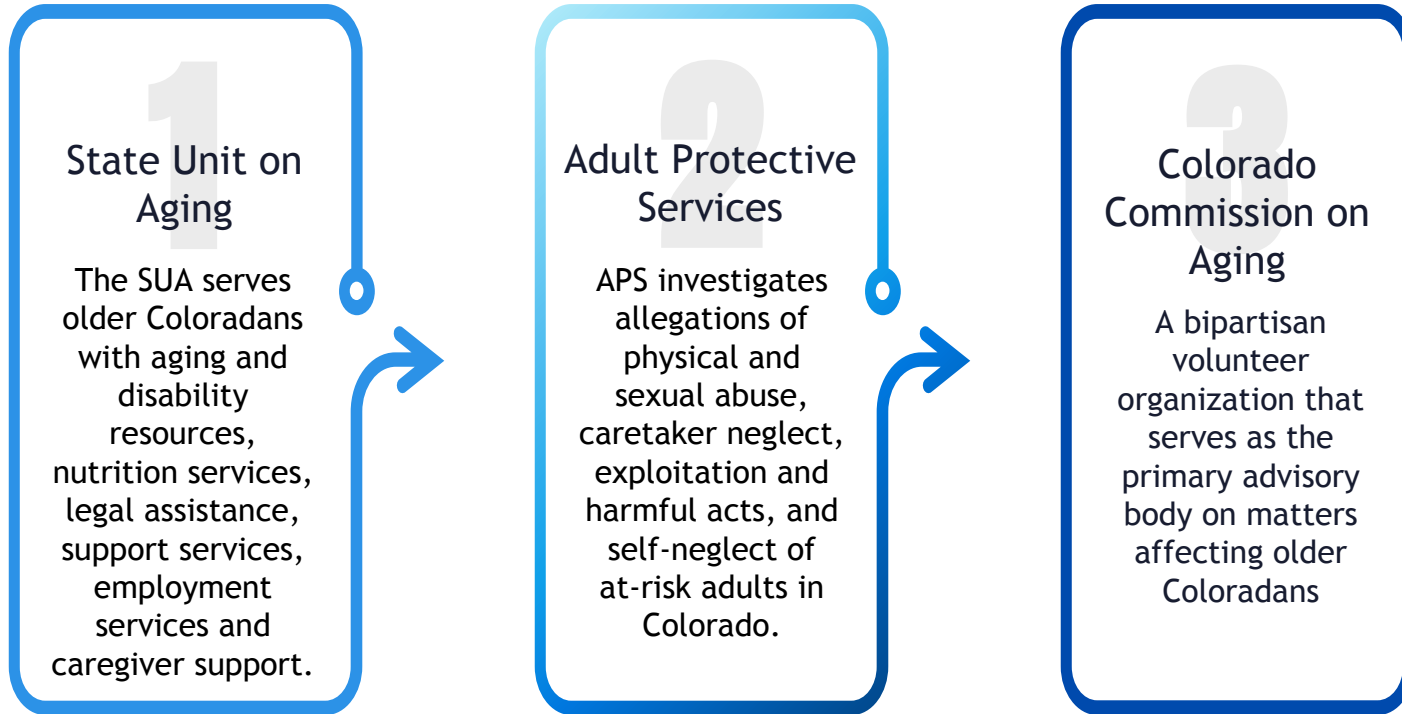 1
State Unit on
Aging
The SUA serves
older Coloradans
with aging and
disability
resources,
nutrition services,
legal assistance,
support services,
employment
services and
caregiver support.
2
Adult Protective
Services
APS investigates
allegations of
physical and
sexual abuse,
caretaker neglect,
exploitation and
harmful acts, and
self-neglect of
at-risk adults in
Colorado.
3
Colorado
Commission on
Aging
A bipartisan
volunteer
organization that
serves as the
primary advisory
body on matters
affecting older
Coloradans